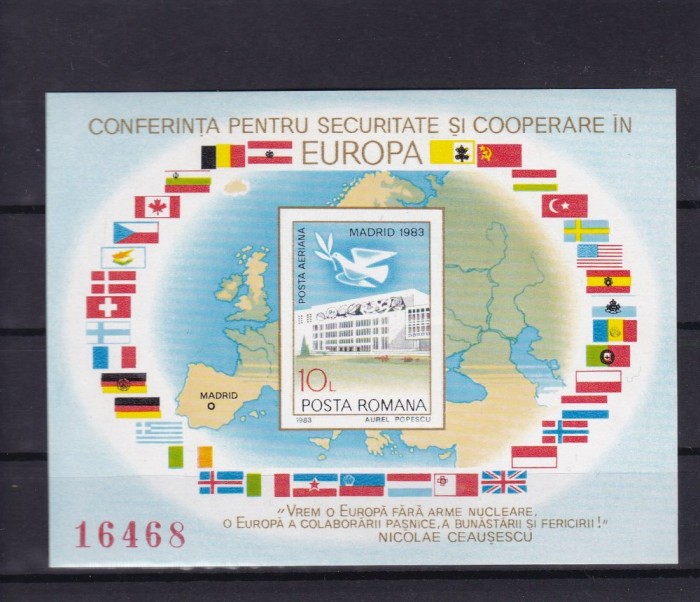 CONFERINȚA PENTRU SECURITATE ȘI COOPERARE ÎN
EUROPA
POSTA AERIANA
MADRID 1983
10L
POSTA ROMANA
1983
AUREL POPESCU
MADRID
„VREM O EUROPĂ FĂRĂ ARME NUCLEARE,
O EUROPĂ A COLABORĂRII PAȘNICE, A BUNĂSTĂRII ȘI FERICIRII!"
NICOLAE CEAUȘESCU
16468